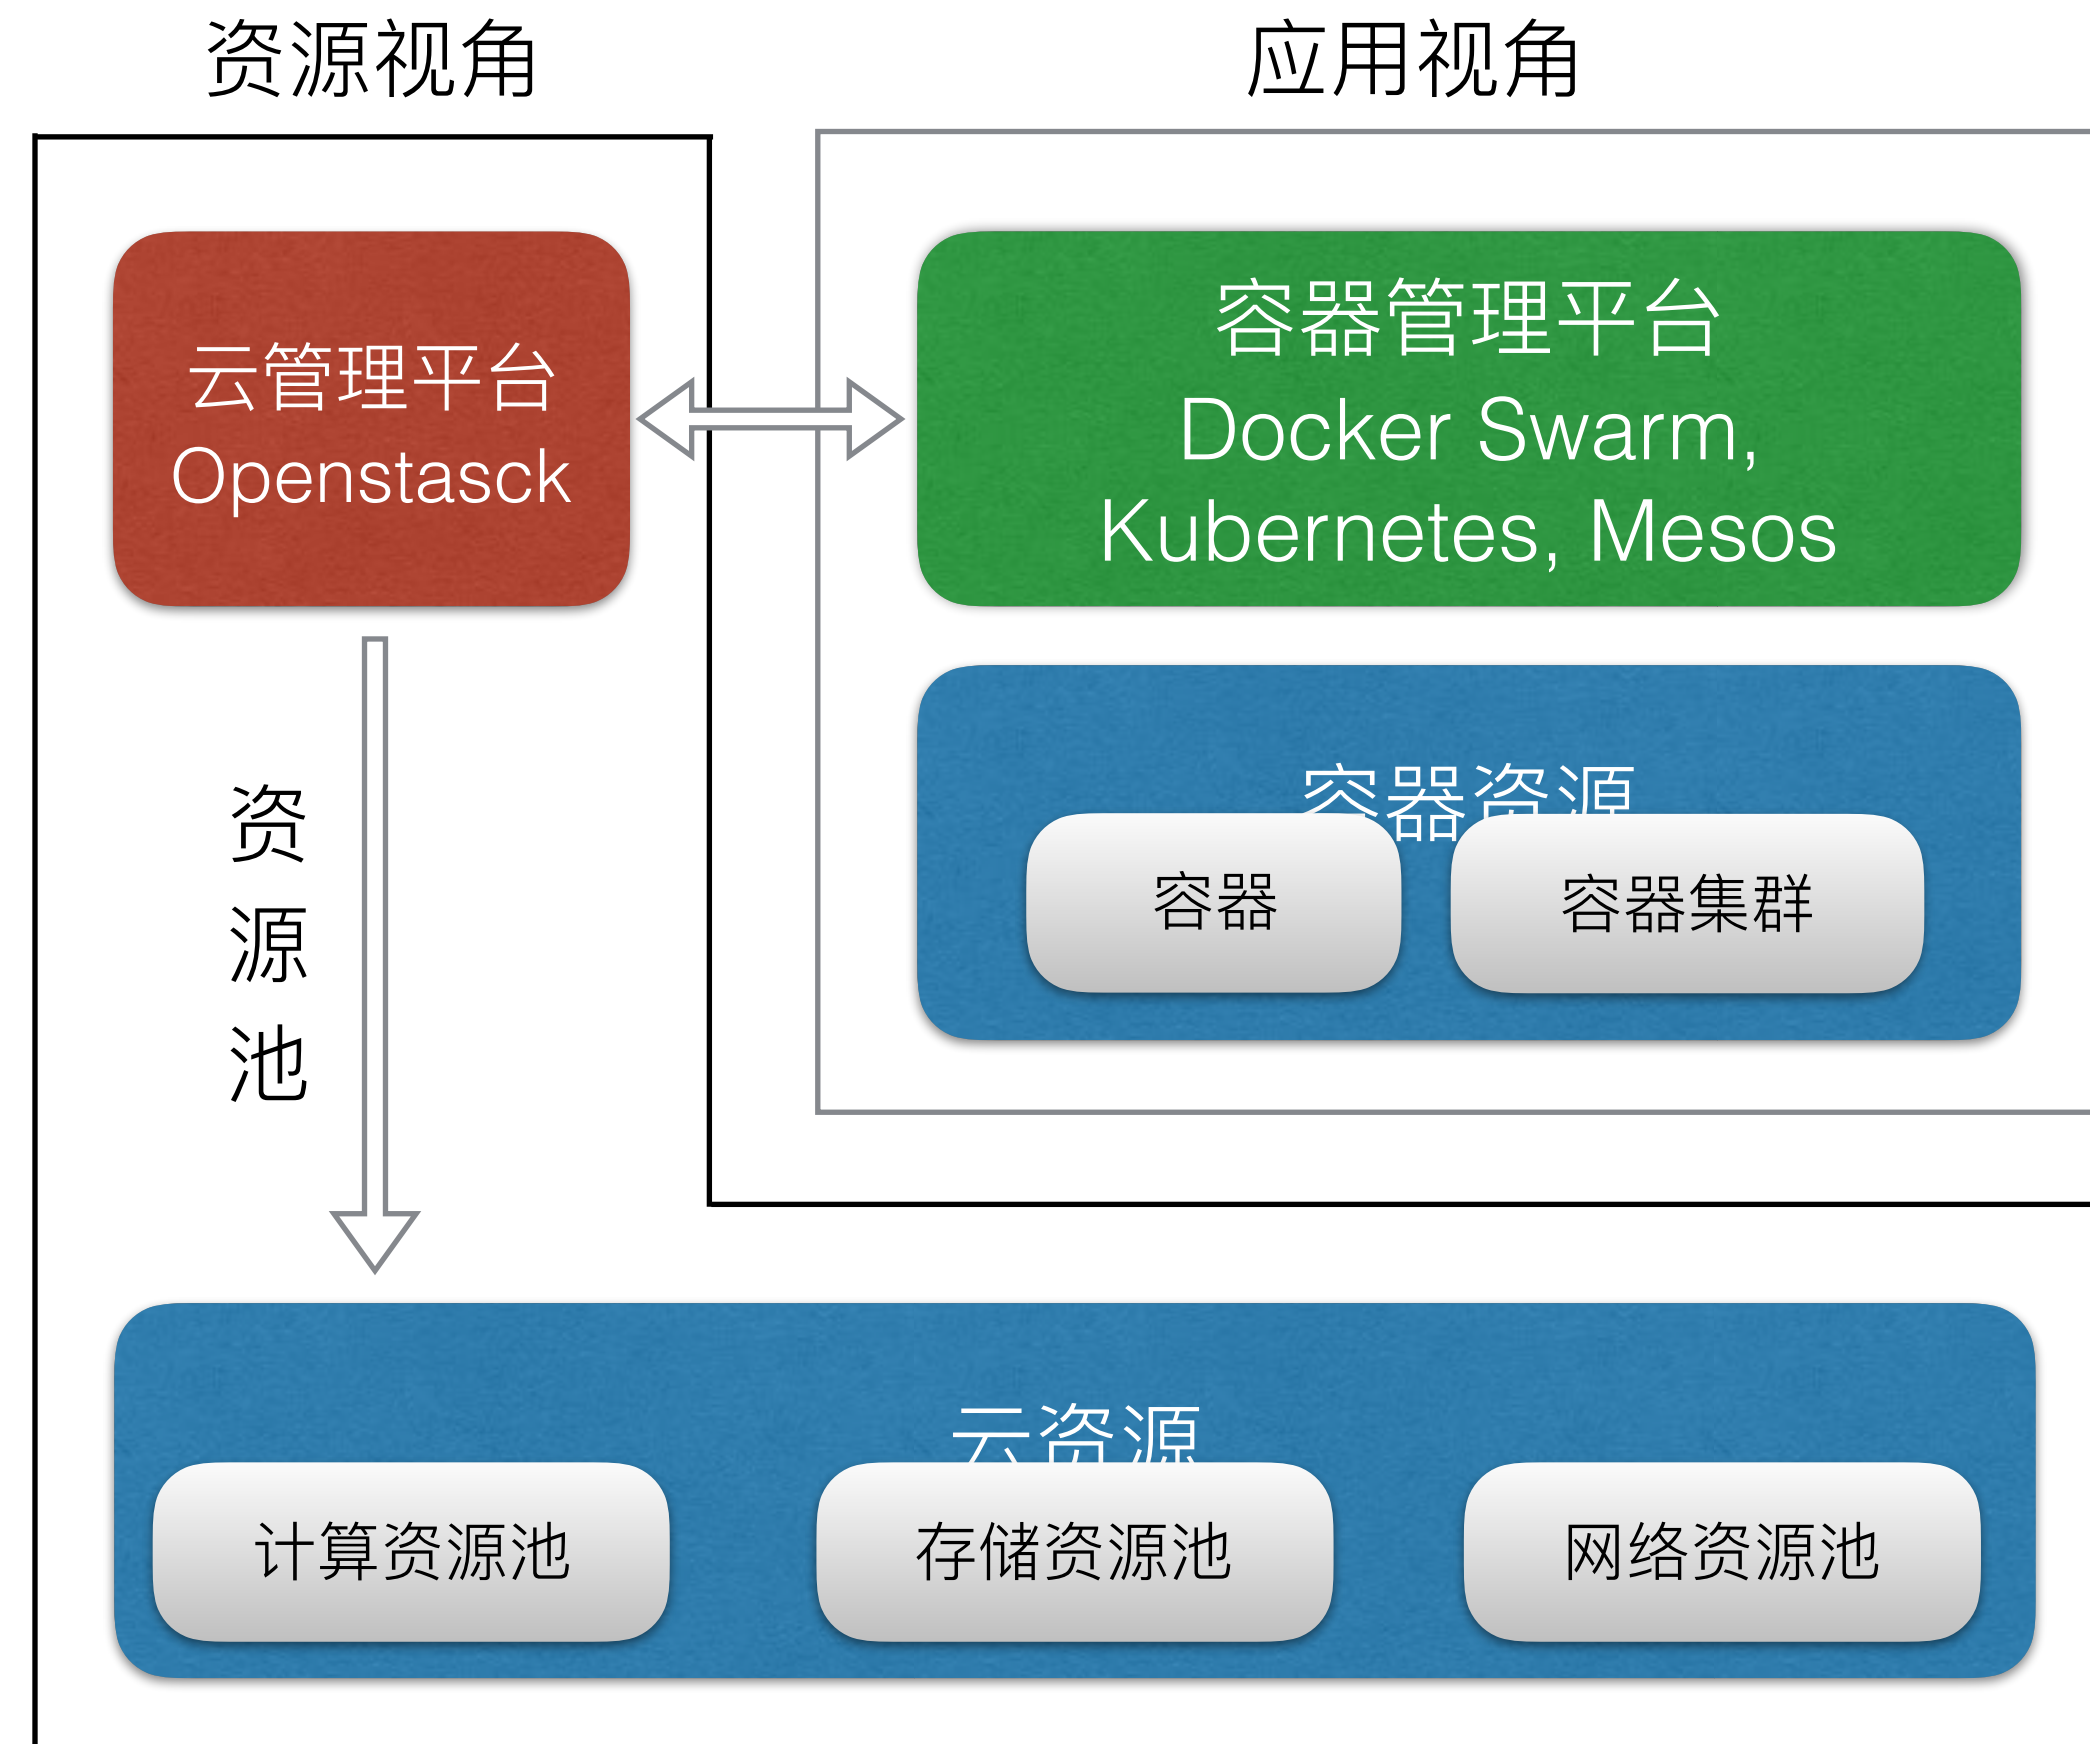 资源视角
应用视角
云管理平台
Openstasck
容器管理平台
Docker Swarm,
Kubernetes, Mesos
容器资源
容器
容器集群
资
源
池
云资源
计算资源池
存储资源池
网络资源池